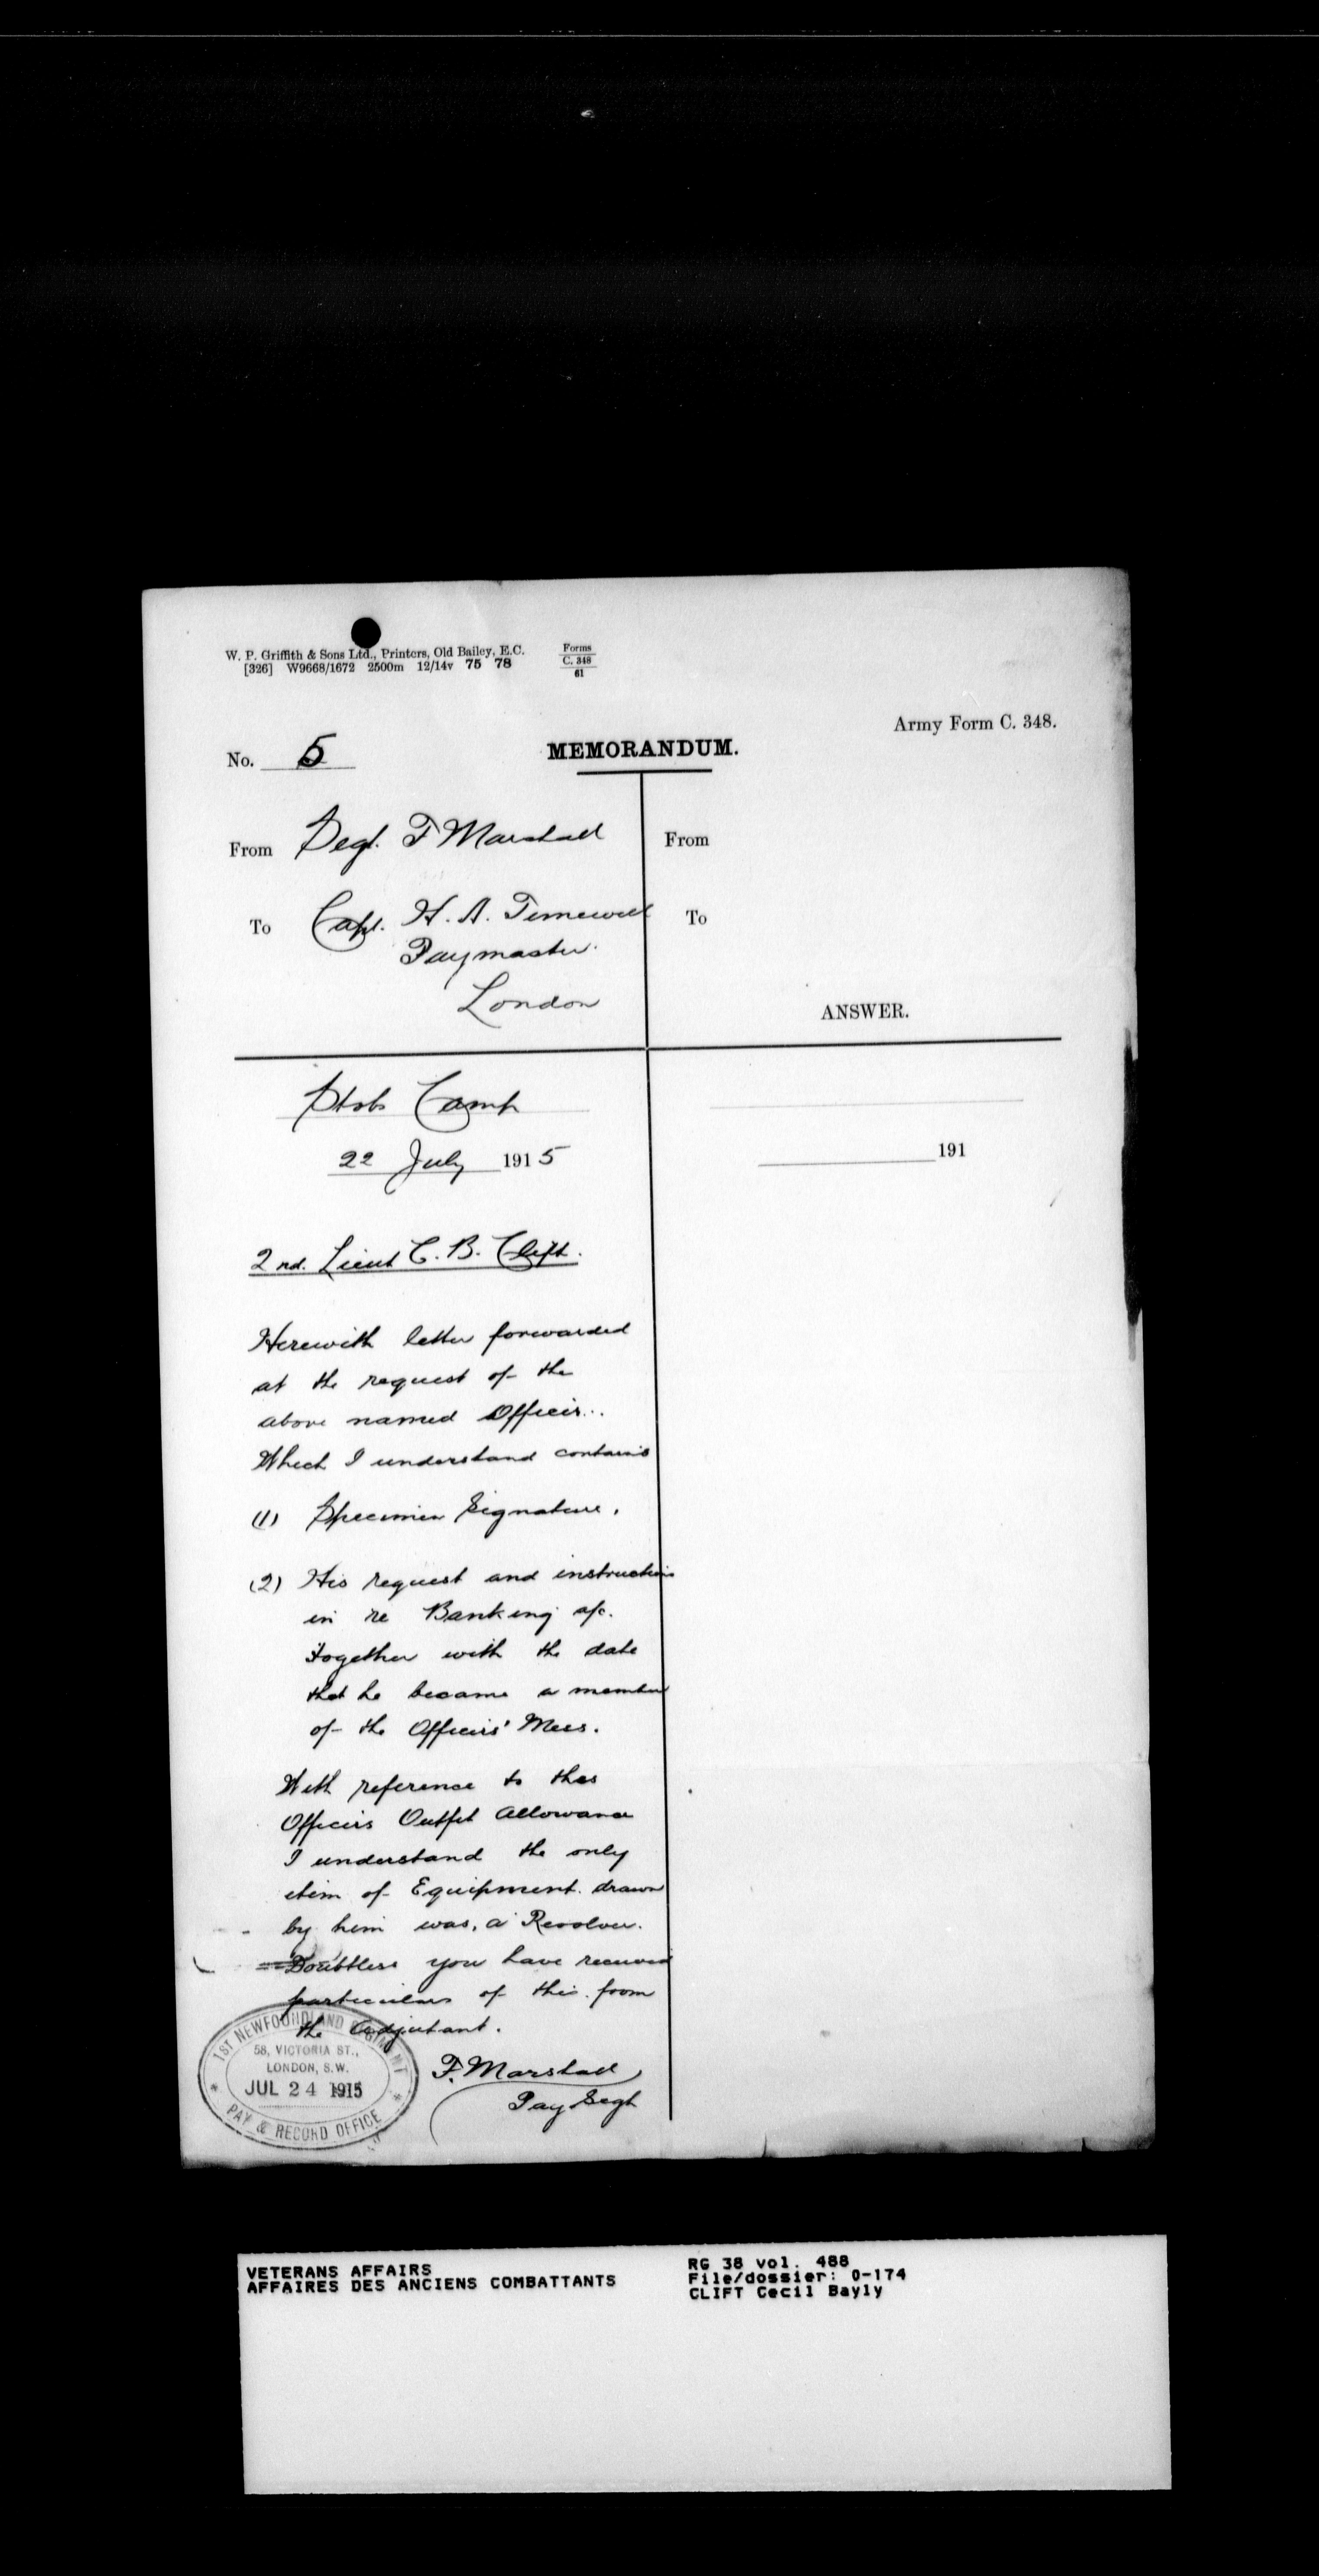 W. P. Griffith & Sons Ltd., Printers, Old Bailey, E.C.
[326] W9668/1672 2500m 12/14v 75 78
Forms
C. 348
61
Army Form C. 348.
No. 5
MEMORANDUM.
From Segt. F Marshall
To Capt. H. A. Timewell
Paymaster.
London
From
To
ANSWER.
Stobs Camp
22 July 1915
191
2nd. Lieut C. B. Clift.
Herewith letter forwarded
at the request of the
above named Officer..
Which I understand contains
(1) Specimen Signature.
(2) His request and instructions
in re Banking a/c.
together with the date
that he became a member
of the Officers' Mess.
With reference to this
Officers Outfit Allowance
I understand the only
item of Equipment drawn
by him was, a Revolver.
Doubtless you have received
particulars of this from
the Adjutant.
F. Marshall
Pay Segt
1ST NEWFOUNDLAND REGIMENT
58, VICTORIA ST.,
LONDON, S.W.
JUL 24 1915
PAY & RECORD OFFICE
VETERANS AFFAIRS
AFFAIRES DES ANCIENS COMBATTANTS
RG 38 vol. 488
File/dossier: 0-174
CLIFT Cecil Bayly